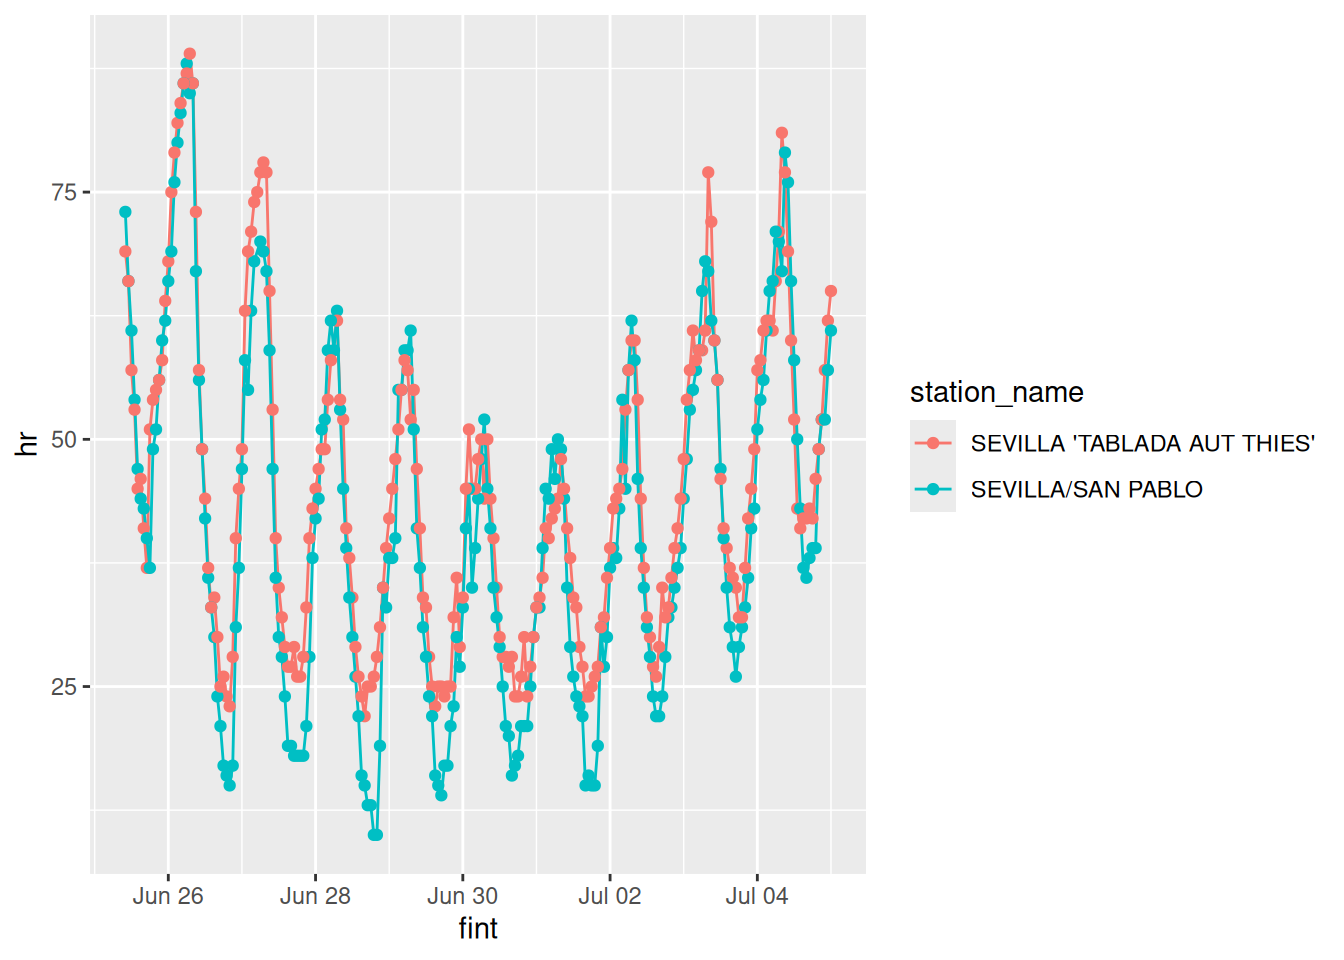 75
50
25
hr
Jun 26
Jun 28
Jun 30
Jul 02
Jul 04
fint
station_name
SEVILLA 'TABLADA AUT THIES'
SEVILLA/SAN PABLO